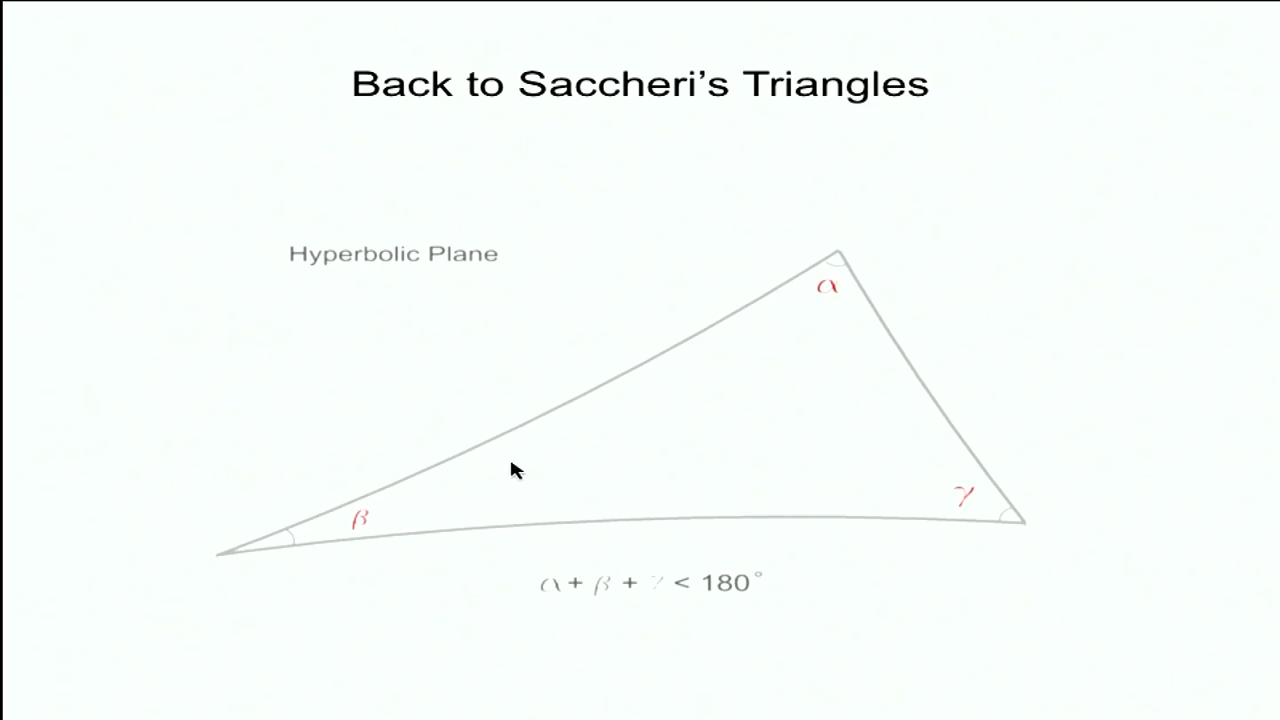 Back to Saccheri’s Triangles
Hyperbolic Plane
α
γ
β
α + β + γ < 180°